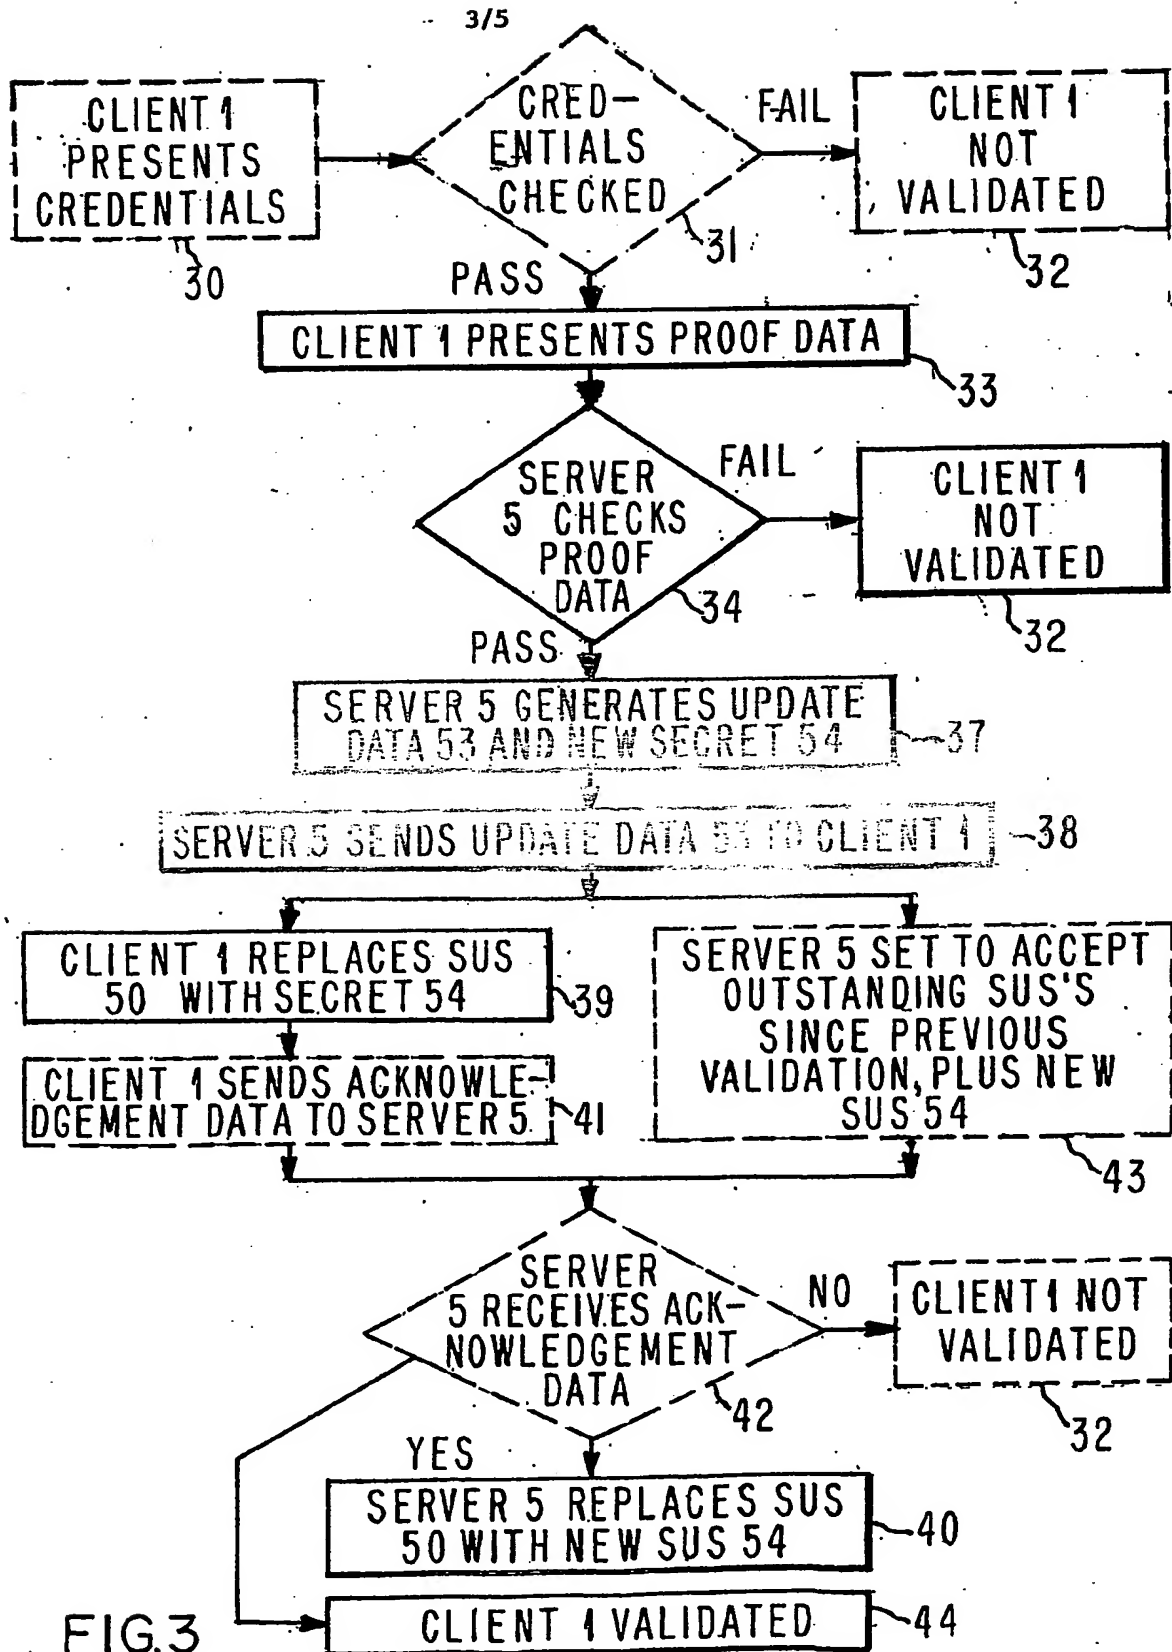 3/5
CLIENT 1
PRESENTS
CREDENTIALS
30
CRED-
ENTIALS
CHECKED
31
FAIL
CLIENT 1
NOT
VALIDATED
32
PASS
CLIENT 1 PRESENTS PROOF DATA
33
SERVER
5 CHECKS
PROOF
DATA
34
FAIL
CLIENT 1
NOT
VALIDATED
32
PASS
SERVER 5 GENERATES UPDATE
DATA 53 AND NEW SECRET 54
37
SERVER 5 SENDS UPDATE DATA 53 TO CLIENT 1
38
CLIENT 1 REPLACES SUS
50 WITH SECRET 54
39
CLIENT 1 SENDS ACKNOWLE-
DGEMENT DATA TO SERVER 5
41
SERVER 5 SET TO ACCEPT
OUTSTANDING SUS'S
SINCE PREVIOUS
VALIDATION, PLUS NEW
SUS 54
43
SERVER
5 RECEIVES ACK-
NOWLEDGEMENT
DATA
42
NO
CLIENT 1 NOT
VALIDATED
32
YES
SERVER 5 REPLACES SUS
50 WITH NEW SUS 54
40
CLIENT 1 VALIDATED
44
FIG.3